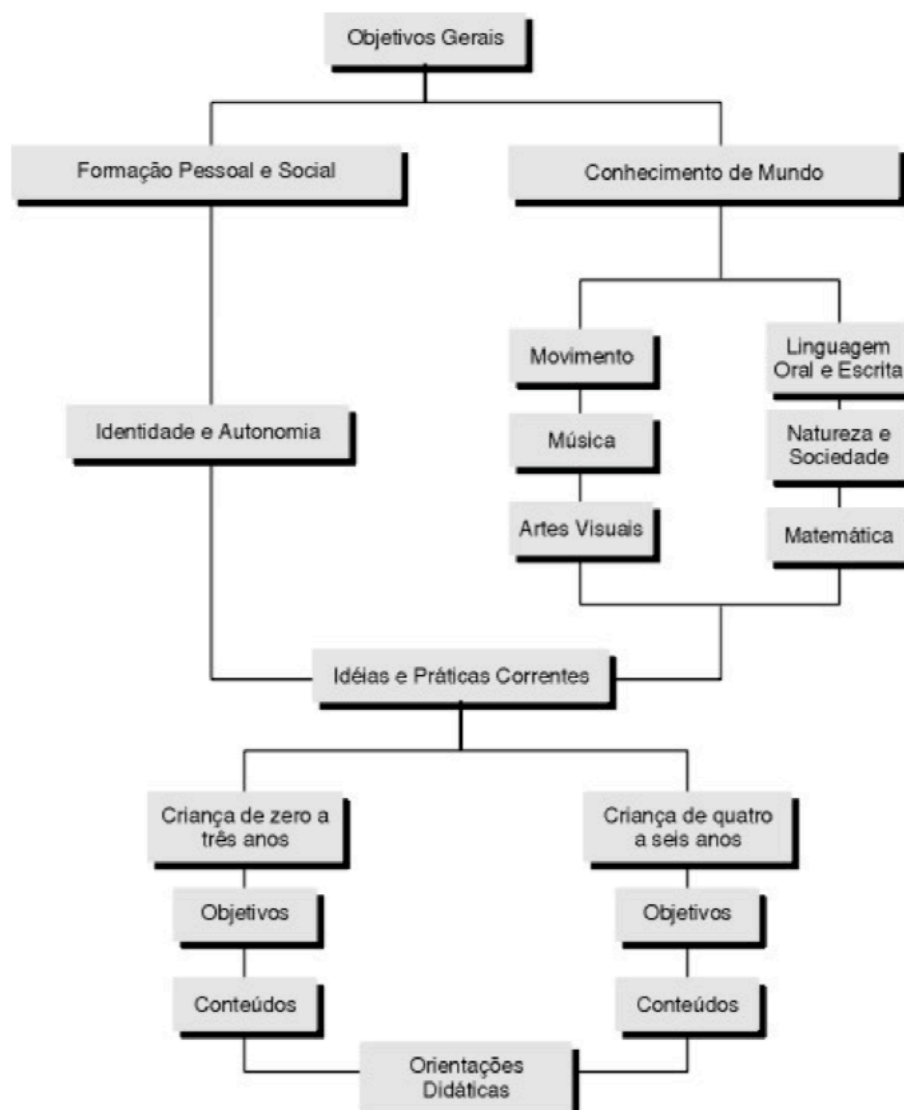 Objetivos Gerais
Formação Pessoal e Social
Conhecimento de Mundo
Movimento
Linguagem
Oral e Escrita
Identidade e Autonomia
Música
Natureza e
Sociedade
Artes Visuais
Matemática
Idéias e Práticas Correntes
Criança de zero a
três anos
Criança de quatro
a seis anos
Objetivos
Objetivos
Conteúdos
Conteúdos
Orientações
Didáticas